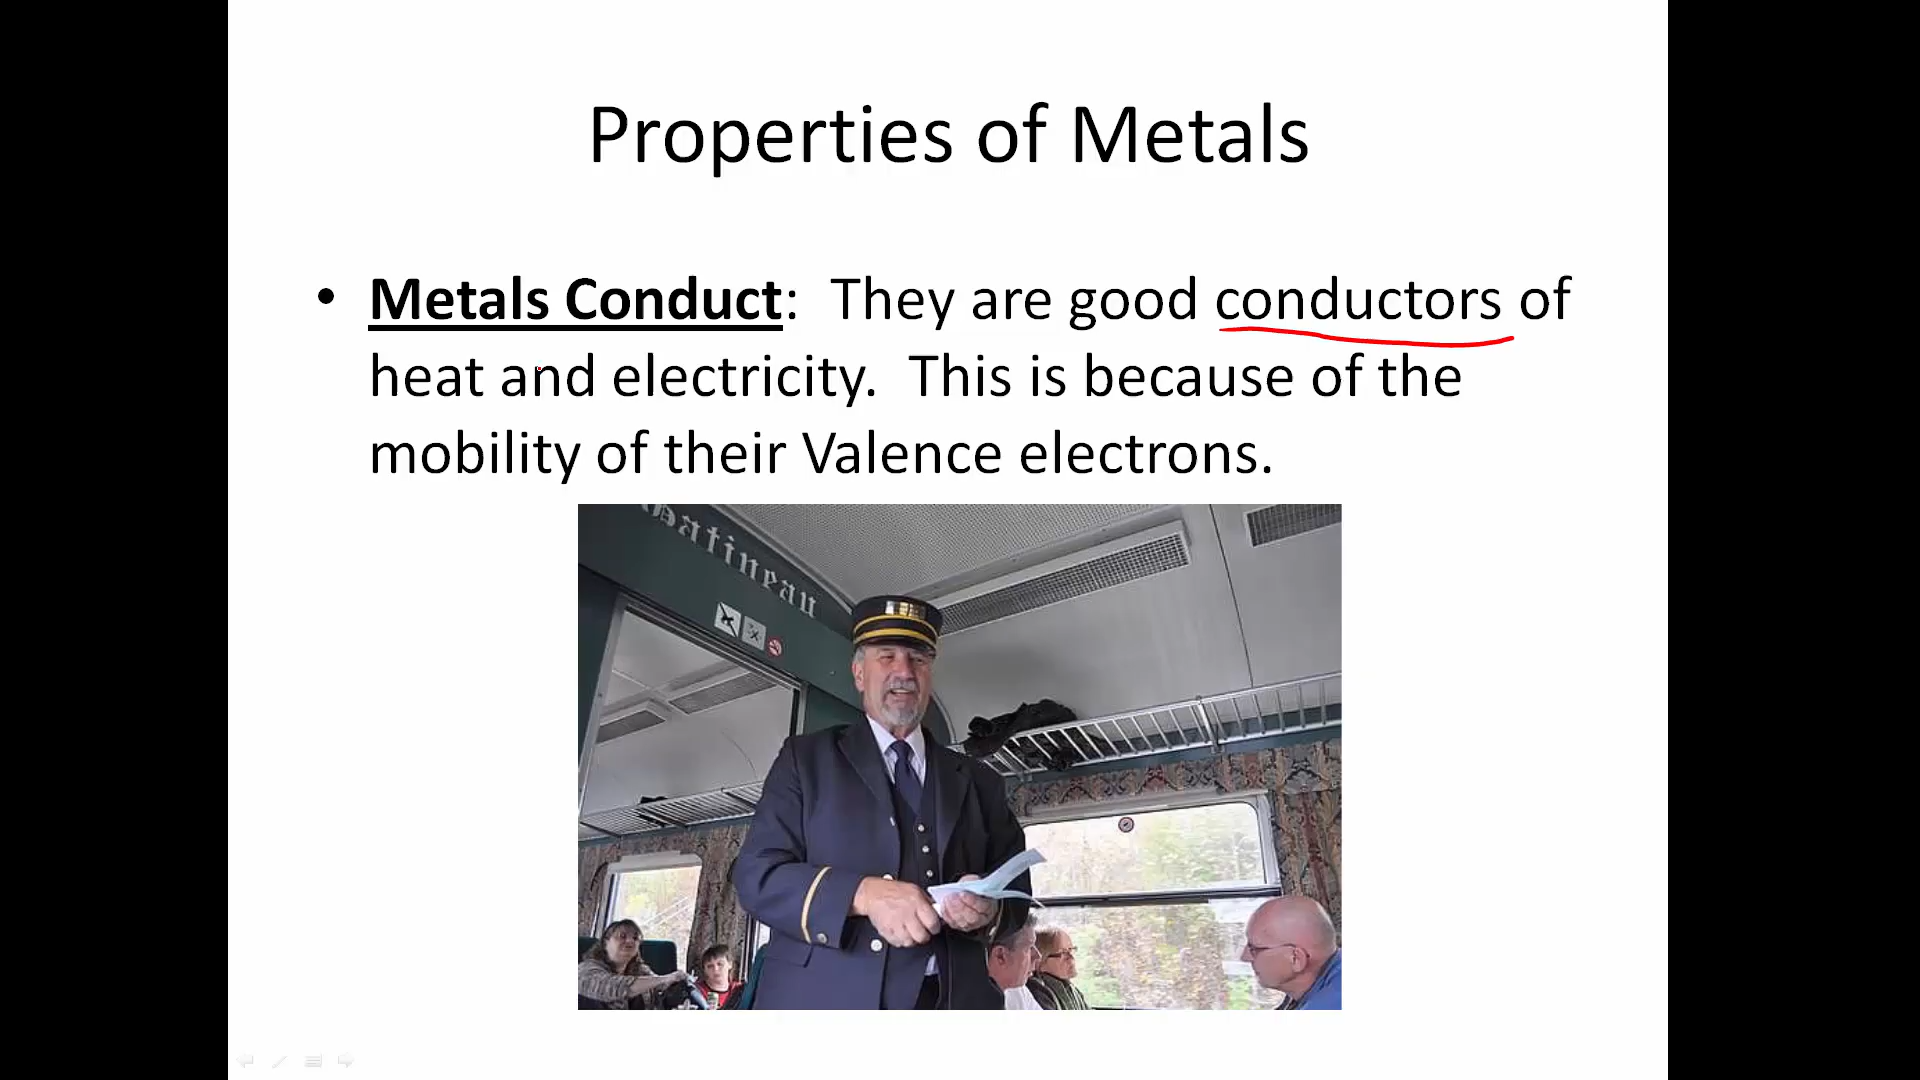 Properties of Metals
• Metals Conduct: They are good conductors of
heat and electricity. This is because of the
mobility of their Valence electrons.